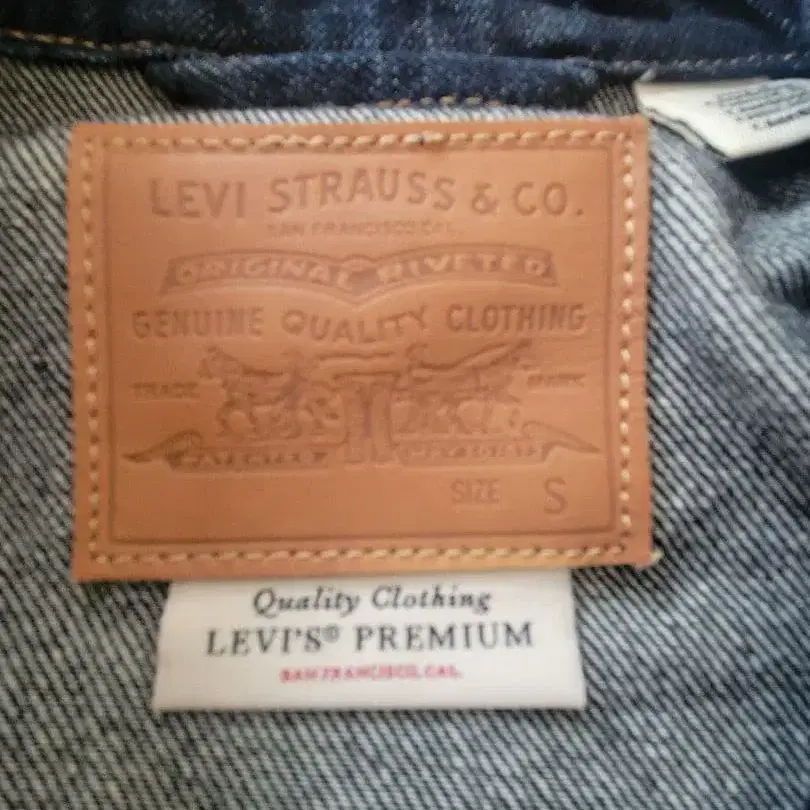 LEVI STRAUSS & CO.
SAN FRANCISCO CAL.
ORIGINAL RIVETED
GENUINE QUALITY CLOTHING
TRADE MARK
SIZE S
Quality Clothing
LEVI'S® PREMIUM
SAN FRANCISCO, CAL.